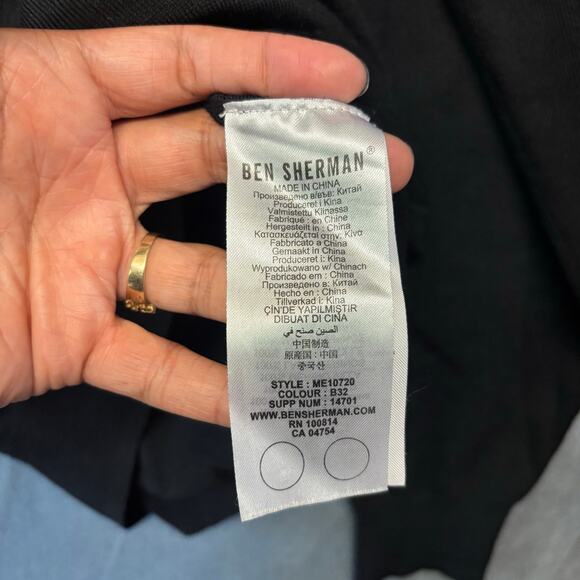 BEN SHERMAN®
MADE IN CHINA
Произведено в/във: Китай
Produceret i Kina
Valmistettu Kiinassa
Fabriqué : en Chine
Hergestellt in : China
Κατασκευάζεται στην. Κίνα
Fabbricato a China
Gemaakt in China
Produceret i: Kina
Wyprodukowano w/ Chinach
Fabricado em : China
Произведено в: Китай
Hecho en : China
Tillverkad i: Kina
ÇİN'DE YAPILMIŞTIR
DIBUAT DI CINA
الصين صنع في
中国制造
原産国：中国
중국산
STYLE : ME10720
COLOUR : B32
SUPP NUM : 14701
WWW.BENSHERMAN.COM
RN 100814
CA 04754